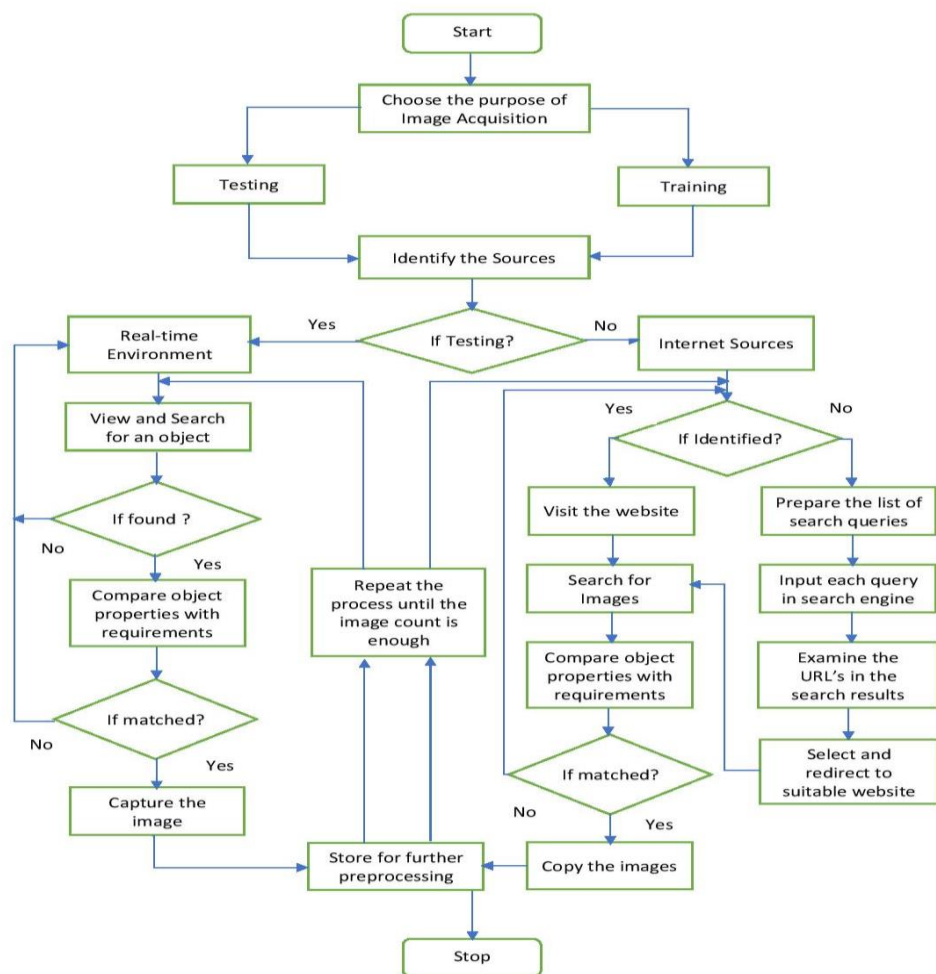 Start
Choose the purpose of
Image Acquisition
Testing
Training
Identify the Sources
If Testing?
Yes
No
Real-time
Environment
Internet Sources
View and Search
for an object
Yes
No
If Identified?
If found ?
No
Yes
Visit the website
Prepare the list of
search queries
Compare object
properties with
requirements
Repeat the
process until the
image count is
enough
Search for
Images
Input each query
in search engine
Compare object
properties with
requirements
Examine the
URL's in the
search results
If matched?
No
Yes
If matched?
No
Yes
Select and
redirect to
suitable website
Capture the
image
Store for further
preprocessing
Copy the images
Stop